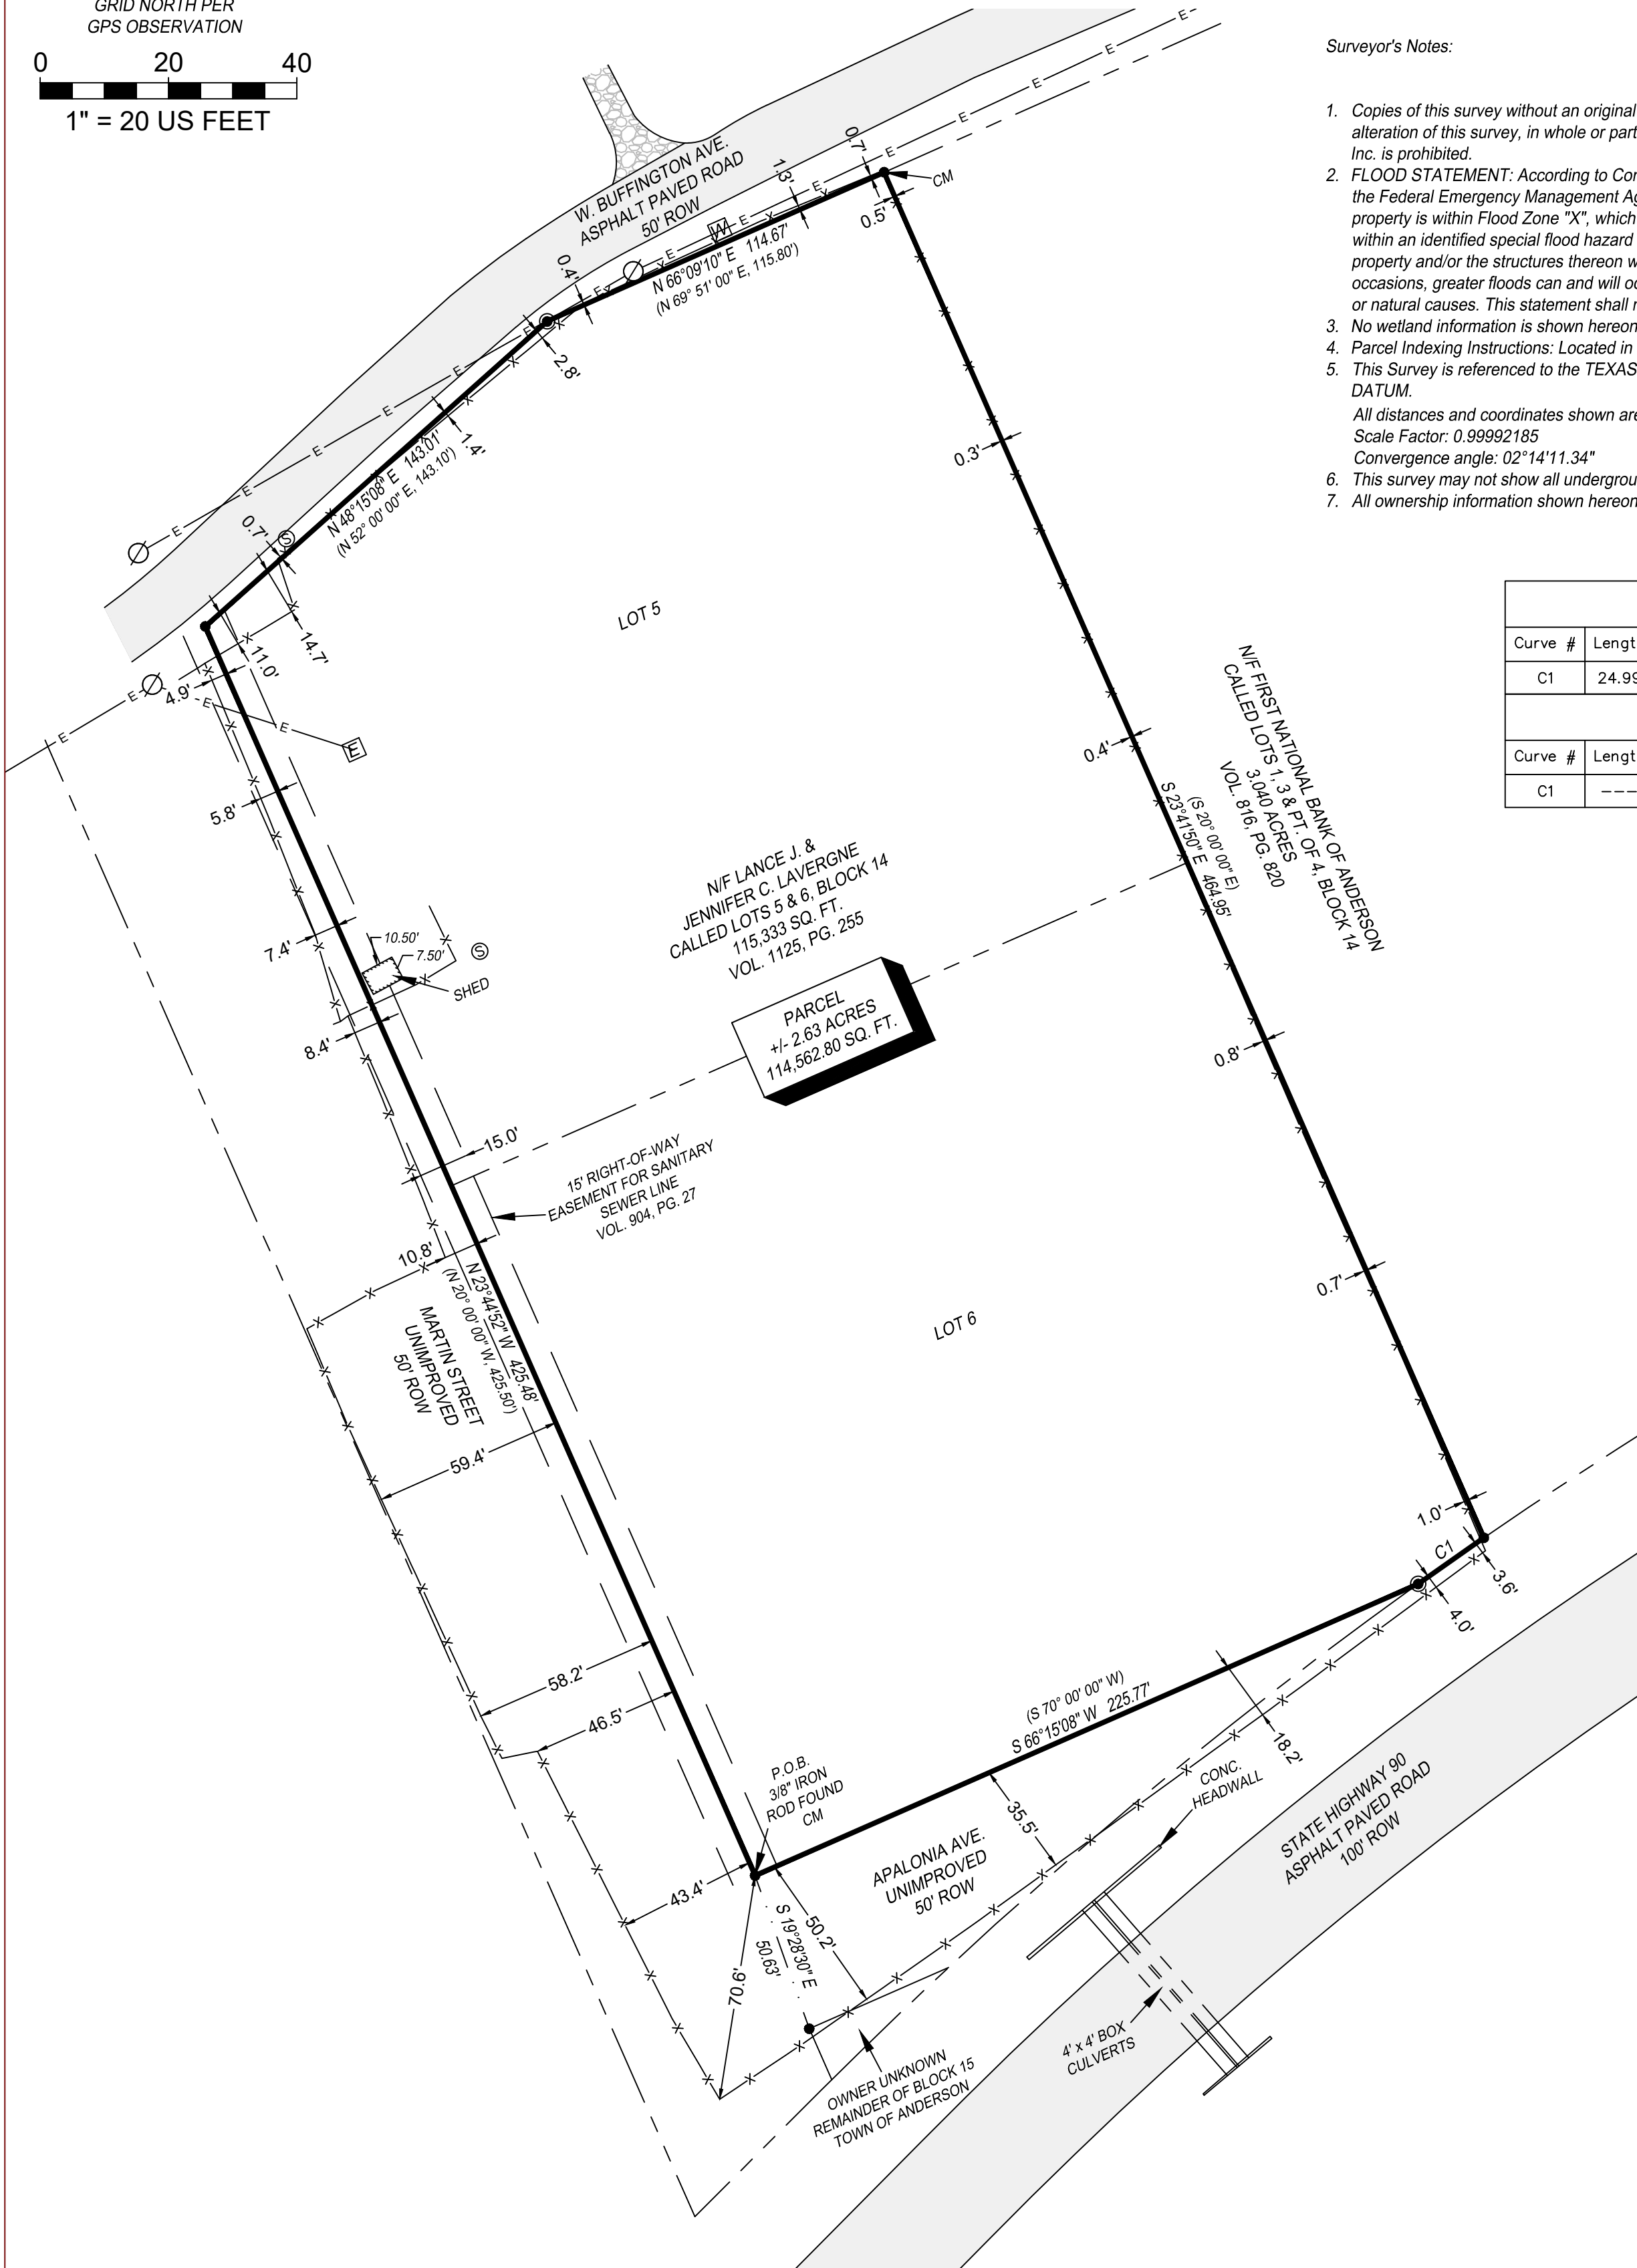 GRID NORTH PER
GPS OBSERVATION
0 20 40
1" = 20 US FEET
Surveyor's Notes:
1. Copies of this survey without an original
alteration of this survey, in whole or part
Inc. is prohibited.
2. FLOOD STATEMENT: According to
the Federal Emergency Management
property is within Flood Zone "X", which
within an identified special flood hazard
property and/or the structures thereon
occasions, greater floods can and will
or natural causes. This statement shall
3. No wetland information is shown hereon
4. Parcel Indexing Instructions: Located in
5. This Survey is referenced to the TEXAS
DATUM.
All distances and coordinates shown are
Scale Factor: 0.99992185
Convergence angle: 02°14'11.34"
6. This survey may not show all
7. All ownership information shown hereon
Curve #
C1 24.99
Curve #
C1 ---
W. BUFFINGTON AVE.
ASPHALT PAVED ROAD
50' ROW
0.7'
1.3'
CM
0.5'
W
N 66°09'10" E 114.67'
(N 69° 51' 00" E, 115.80')
0.4'
2.8'
1.4'
N 48°15'08" E 143.01'
(N 52° 00' 00" E, 143.10')
0.7'
S
14.7'
11.0'
4.9'
E
5.8'
0.3'
LOT 5
0.4'
N/F FIRST NATIONAL BANK OF ANDERSON
CALLED LOTS 1, 3 & PT. OF 4, BLOCK 14
3.040 ACRES
VOL. 816, PG. 820
(S 20° 00' 00" E)
S 23°41'50" E 464.95'
N/F LANCE J. &
JENNIFER C. LAVERGNE
CALLED LOTS 5 & 6, BLOCK 14
115,333 SQ. FT.
VOL. 1125, PG. 255
7.4'
10.50'
7.50'
S
SHED
8.4'
PARCEL
+/- 2.63 ACRES
114,562.80 SQ. FT.
0.8'
15.0'
15' RIGHT-OF-WAY
EASEMENT FOR SANITARY
SEWER LINE
VOL. 904, PG. 27
10.8'
0.7'
N 23°44'52" W 425.48'
(N 20° 00' 00" W, 425.50')
MARTIN STREET
UNIMPROVED
50' ROW
LOT 6
59.4'
1.0'
C1
3.6'
4.0'
58.2'
46.5'
(S 70° 00' 00" W)
S 66°15'08" W 225.77'
18.2'
P.O.B.
3/8" IRON
ROD FOUND
CM
CONC.
HEADWALL
STATE HIGHWAY 90
ASPHALT PAVED ROAD
100' ROW
35.5'
APALONIA AVE.
UNIMPROVED
50' ROW
43.4'
50.2'
S 19°28'30" E
50.63'
70.6'
4' x 4' BOX
CULVERTS
OWNER UNKNOWN
REMAINDER OF BLOCK 15
TOWN OF ANDERSON